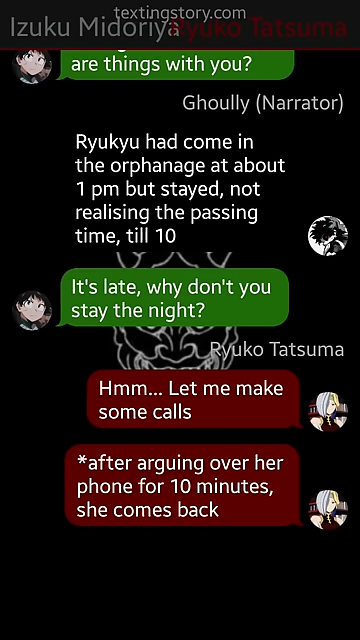 textingstory.com
Izuku Midoriya Ryuko Tatsuma
are things with you?
Ghoully (Narrator)
Ryukyu had come in
the orphanage at about
1 pm but stayed, not
realising the passing
time, till 10
It's late, why don't you
stay the night?
Ryuko Tatsuma
Hmm... Let me make
some calls
*after arguing over her
phone for 10 minutes,
she comes back